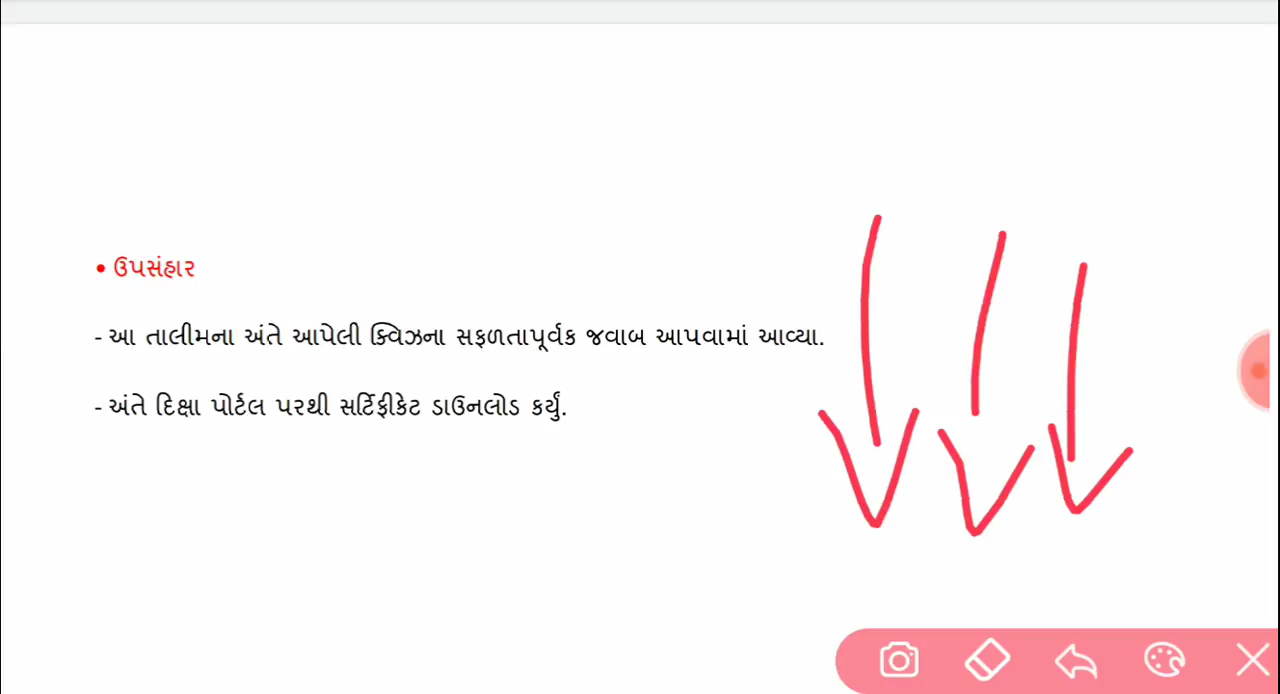 • ઉપસંહાર
- આ તાલીમના અંતે આપેલી ક્વિઝના સફળતાપૂર્વક જવાબ આપવામાં આવ્યા.
- અંતે દિક્ષા પોર્ટલ પરથી સર્ટિફીકેટ ડાઉનલોડ કર્યું.